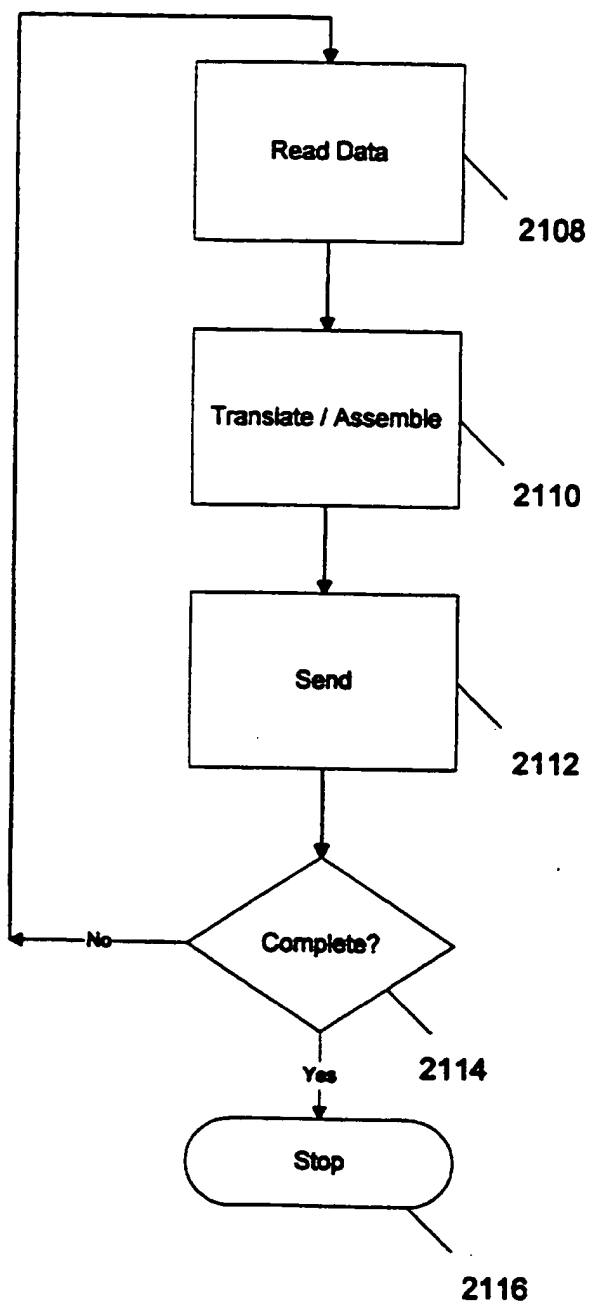 Read Data
2108
Translate / Assemble
2110
Send
2112
Complete?
No
2114
Yes
Stop
2116